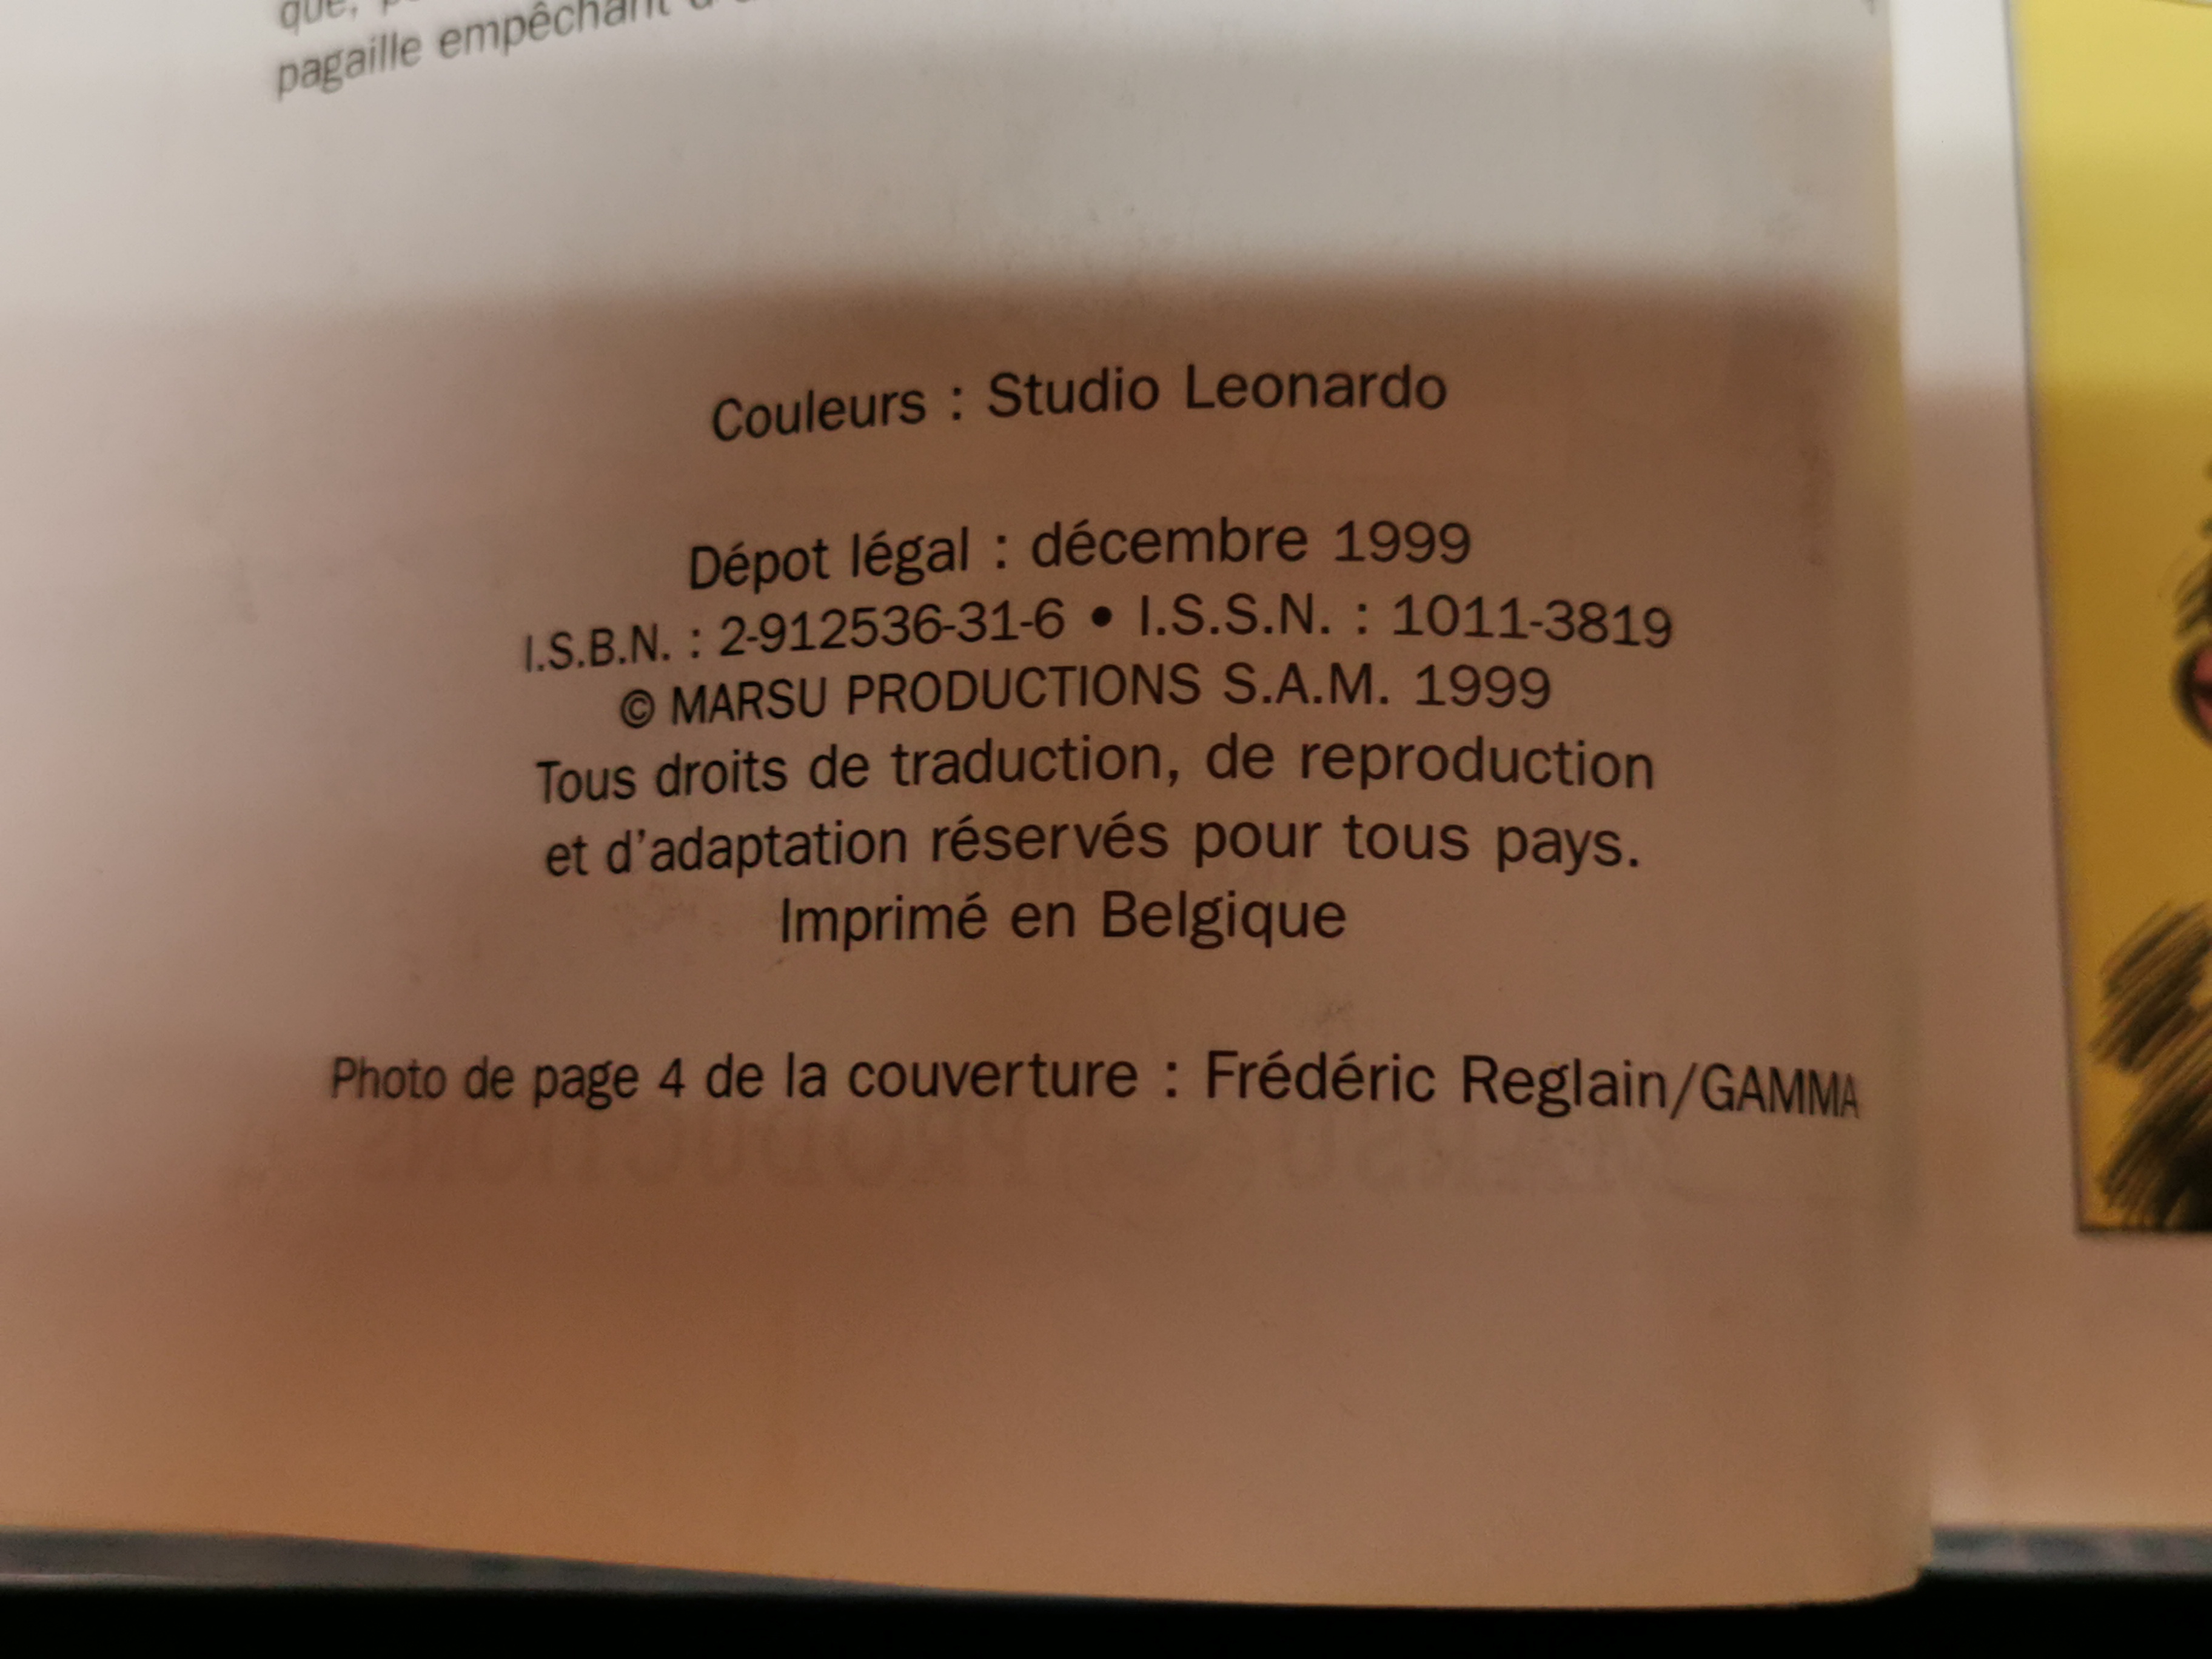 que,
pagaille empêchant
Couleurs : Studio Leonardo
Dépot légal : décembre 1999
I.S.B.N. : 2-912536-31-6 • I.S.S.N. : 1011-3819
© MARSU PRODUCTIONS S.A.M. 1999
Tous droits de traduction, de reproduction
et d’adaptation réservés pour tous pays.
Imprimé en Belgique
Photo de page 4 de la couverture : Frédéric Reglain/GAMMA